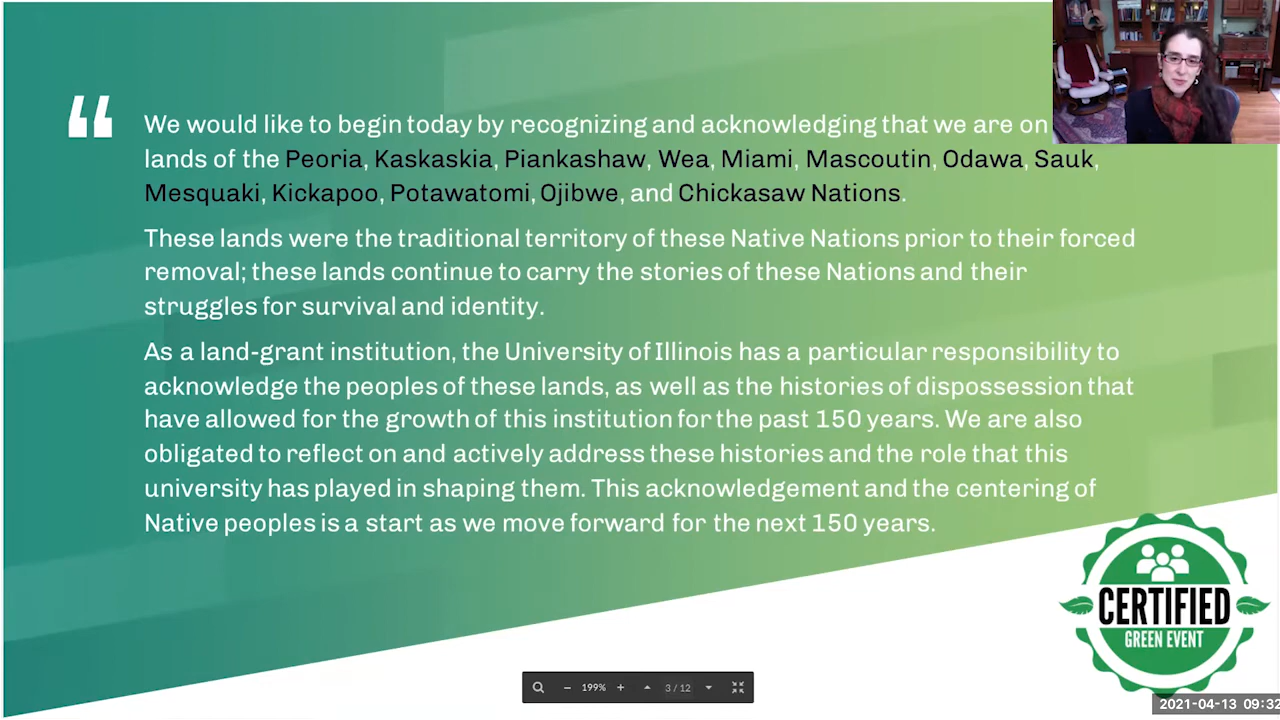 “
We would like to begin today by recognizing and acknowledging that we are on
lands of the Peoria, Kaskaskia, Piankashaw, Wea, Miami, Mascoutin, Odawa, Sauk,
Mesquaki, Kickapoo, Potawatomi, Ojibwe, and Chickasaw Nations.
These lands were the traditional territory of these Native Nations prior to their forced
removal; these lands continue to carry the stories of these Nations and their
struggles for survival and identity.
As a land-grant institution, the University of Illinois has a particular responsibility to
acknowledge the peoples of these lands, as well as the histories of dispossession that
have allowed for the growth of this institution for the past 150 years. We are also
obligated to reflect on and actively address these histories and the role that this
university has played in shaping them. This acknowledgement and the centering of
Native peoples is a start as we move forward for the next 150 years.
CERTIFIED
GREEN EVENT
199%
3 / 12
2021-04-13 09:32